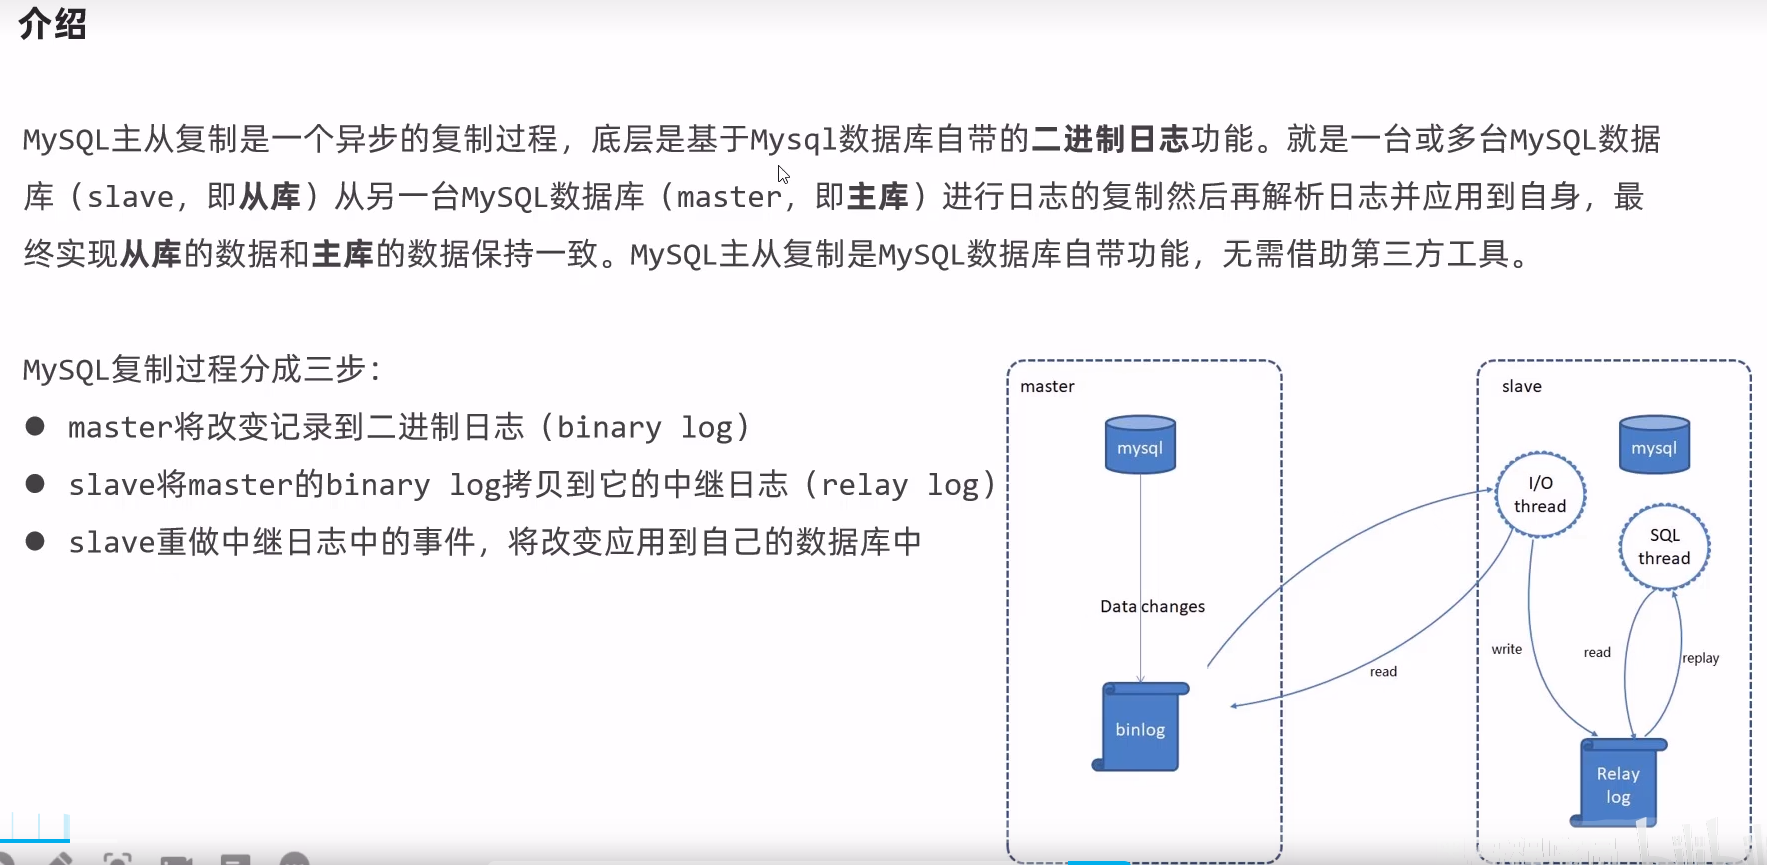 介绍
MySQL主从复制是一个异步的复制过程，底层是基于Mysql数据库自带的二进制日志功能。就是一台或多台MySQL数据
库（slave，即从库）从另一台MySQL数据库（master，即主库）进行日志的复制然后再解析日志并应用到自身，最
终实现从库的数据和主库的数据保持一致。MySQL主从复制是MySQL数据库自带功能，无需借助第三方工具。
MySQL复制过程分成三步：
● master将改变记录到二进制日志（binary log）
● slave将master的binary log拷贝到它的中继日志（relay log）
● slave重做中继日志中的事件，将改变应用到自己的数据库中
master
mysql
Data changes
binlog
read
slave
mysql
I/O
thread
SQL
thread
write
read
replay
Relay
log